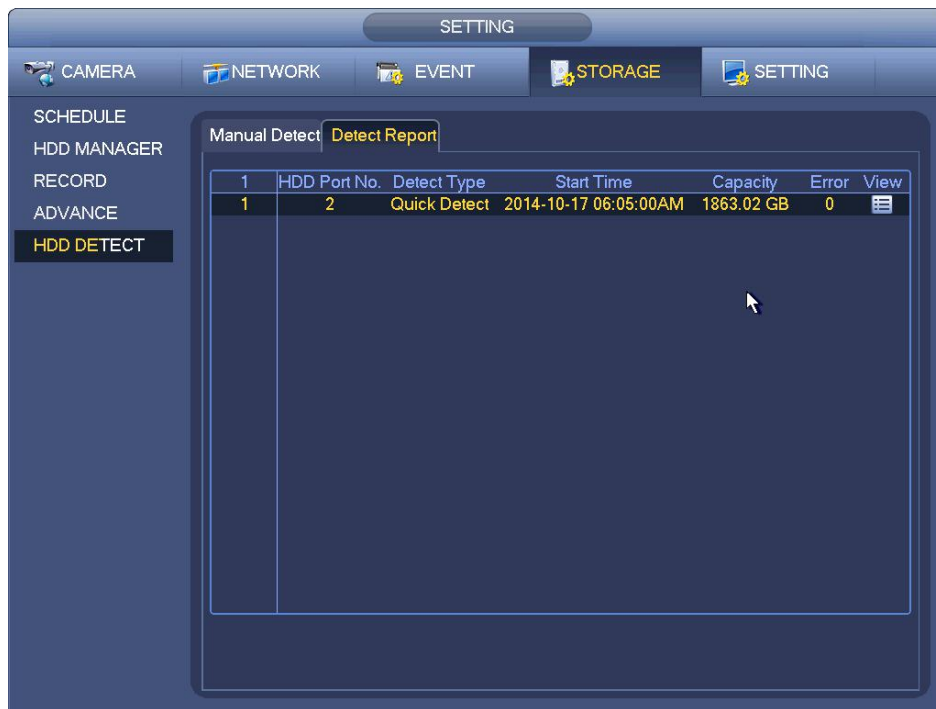 SETTING
CAMERA NETWORK EVENT STORAGE SETTING
SCHEDULE
HDD MANAGER
RECORD
ADVANCE
HDD DETECT
Manual Detect Detect Report
1 HDD Port No. Detect Type Start Time Capacity Error View
1 2 Quick Detect 2014-10-17 06:05:00AM 1863.02 GB 0